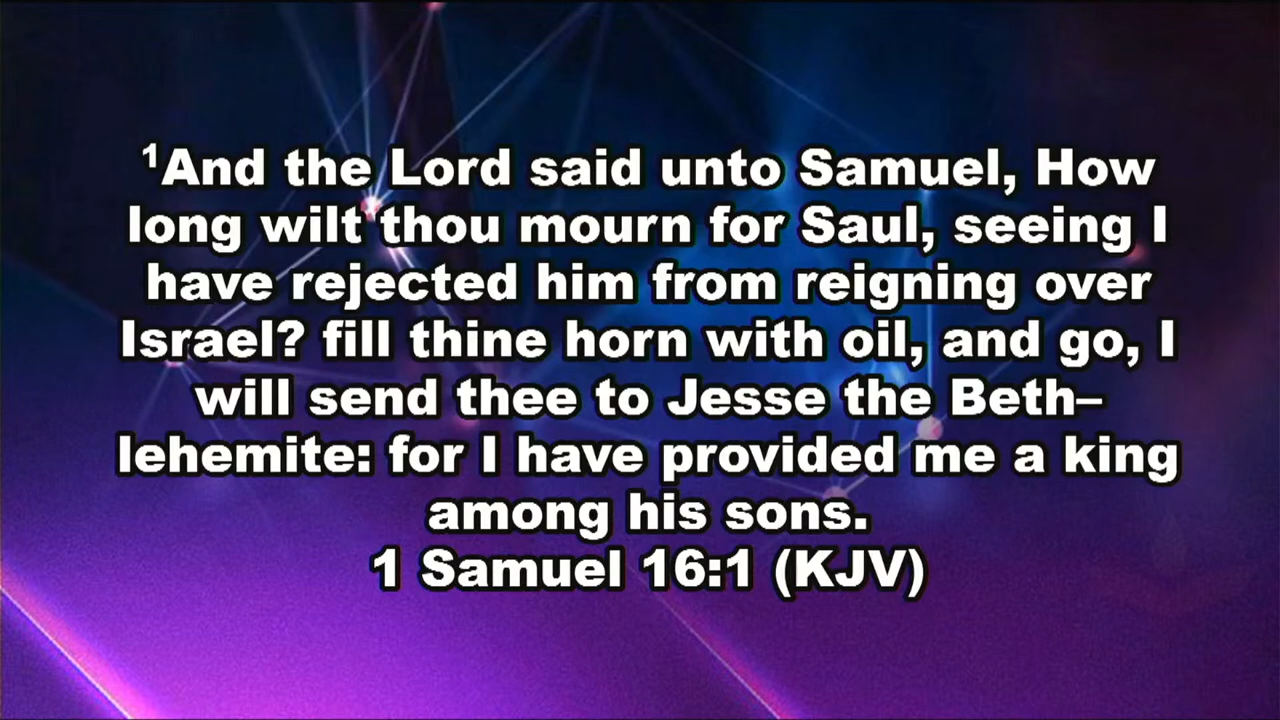 ¹And the Lord said unto Samuel, How
long wilt thou mourn for Saul, seeing I
have rejected him from reigning over
Israel? fill thine horn with oil, and go, I
will send thee to Jesse the Beth–
lehemite: for I have provided me a king
among his sons.
1 Samuel 16:1 (KJV)